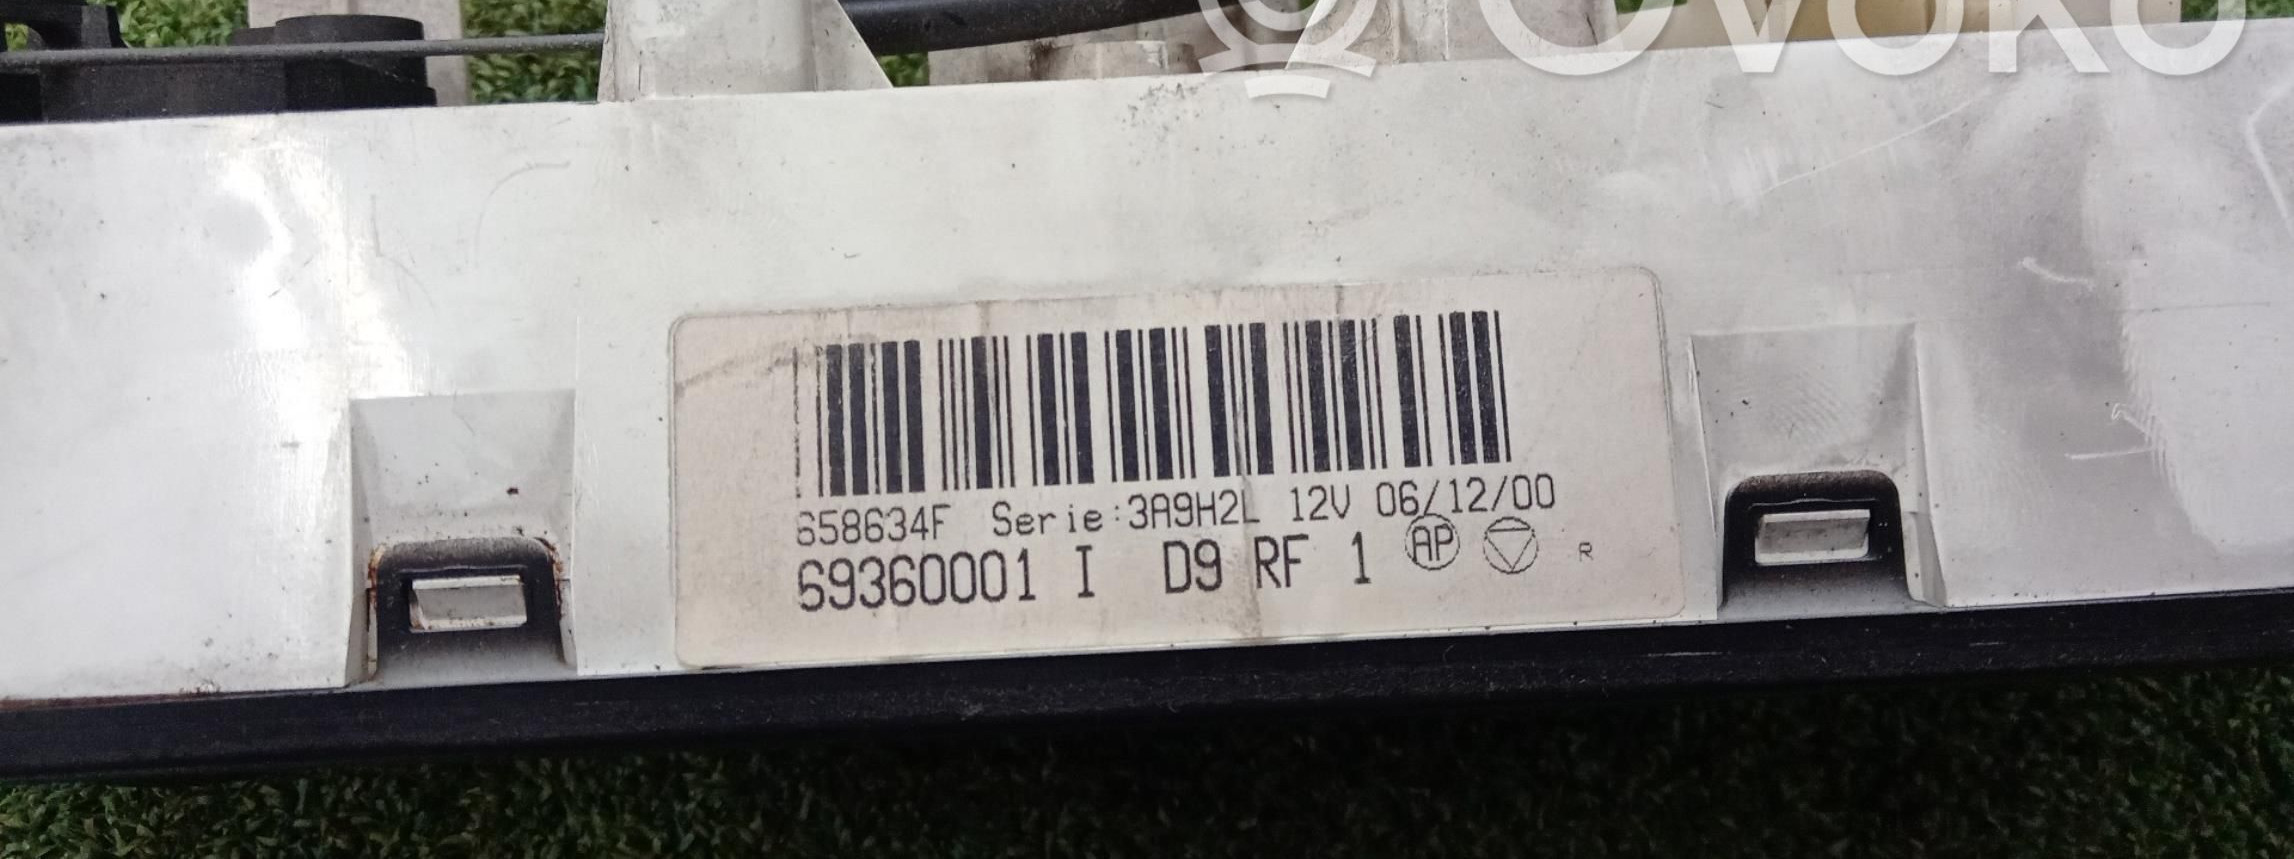 OVOKO
658634F Serie:3A9H2L 12V 06/12/00
69360001 I D9 RF 1 AP R